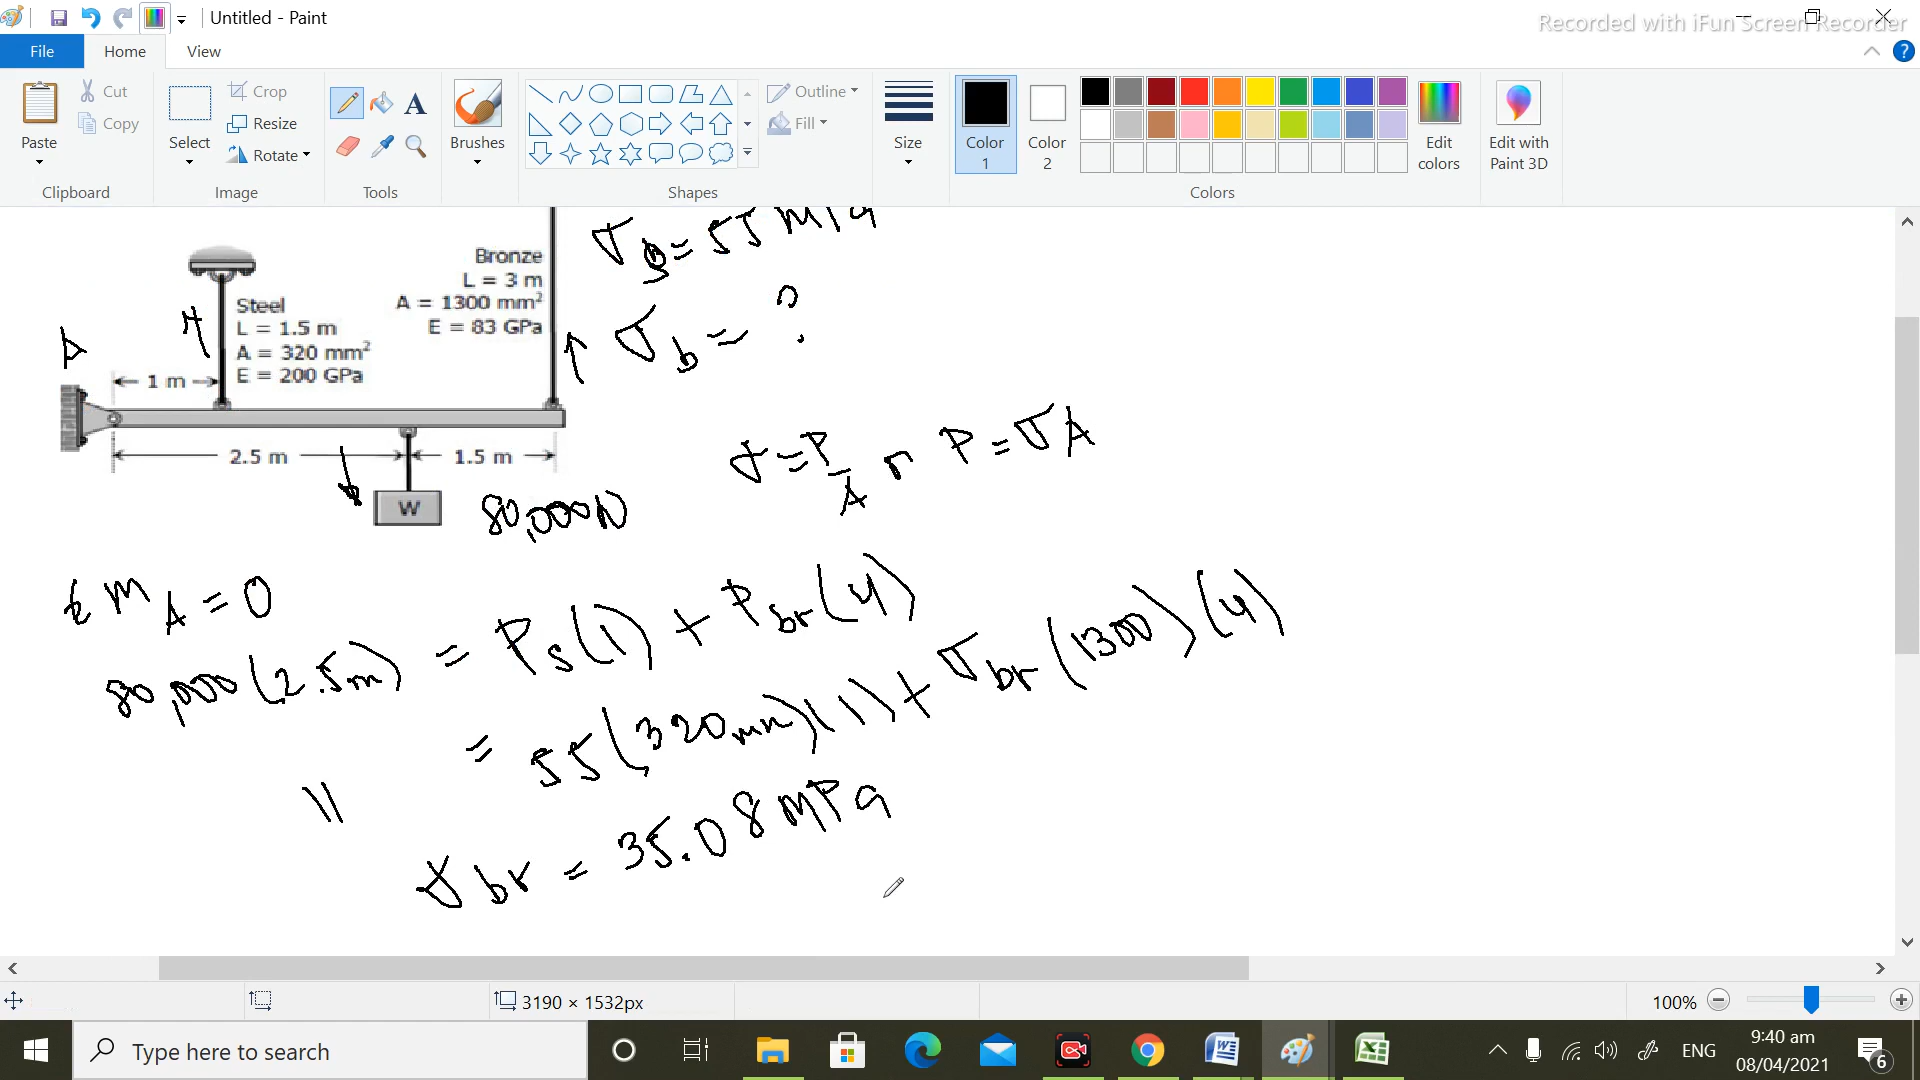 Untitled - Paint
Recorded with iFun Screen Recorder
File Home View
Paste
Cut
Copy
Clipboard
Select
Crop
Resize
Rotate
Image
Tools
Brushes
Shapes
Outline
Fill
Size
Color 1
Color 2
Colors
Edit colors
Edit with Paint 3D
= 55 MPa
Bronze
L = 3 m
A = 1300 mm²
E = 83 GPa
Steel
L = 1.5 m
A = 320 mm²
E = 200 GPa
σb = ?
A
1 m
2.5 m
1.5 m
W
80,000N
σ = P/A r P = σA
MA = 0
80,000(2.5m) = Ps(1) + Pbr(4)
= 55(320mm)(1) + σbr(1300)(4)
σbr = 35.08 MPa
3190 × 1532px
100%
Type here to search
ENG
9:40 am
08/04/2021
6